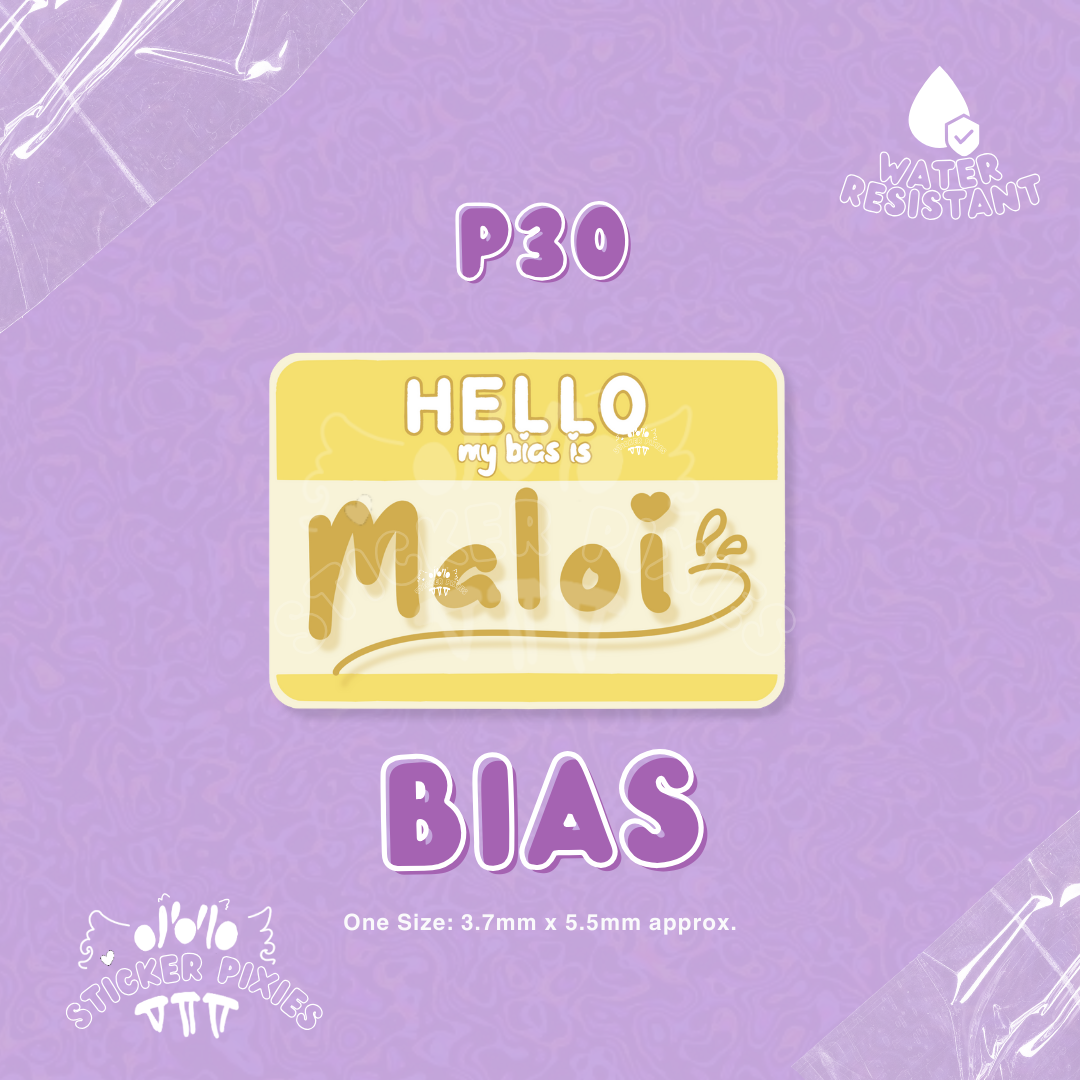 WATER
RESISTANT
P30
HELLO
my bias is
Maloi
BIAS
One Size: 3.7mm x 5.5mm approx.
STICKER PIXIES